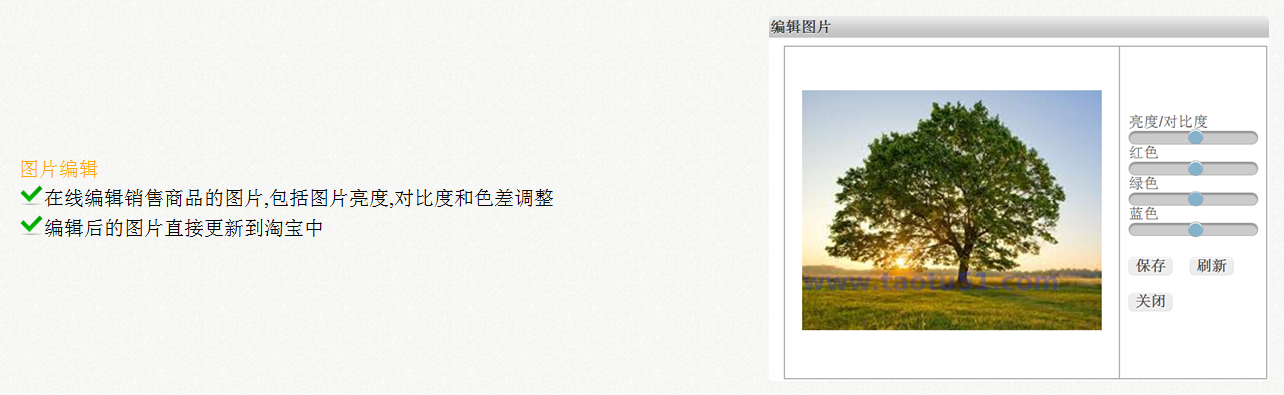 图片编辑
在线编辑销售商品的图片,包括图片亮度,对比度和色差调整
编辑后的图片直接更新到淘宝中
编辑图片
亮度/对比度
红色
绿色
蓝色
保存 刷新
关闭
www.taotu51.com